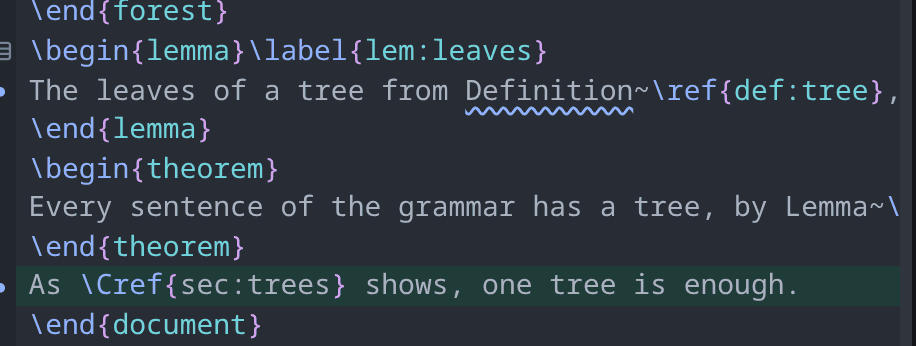 \end{forest}
\begin{lemma}\label{lem:leaves}
The leaves of a tree from Definition~\ref{def:tree},
\end{lemma}
\begin{theorem}
Every sentence of the grammar has a tree, by Lemma~\
\end{theorem}
As \Cref{sec:trees} shows, one tree is enough.
\end{document}